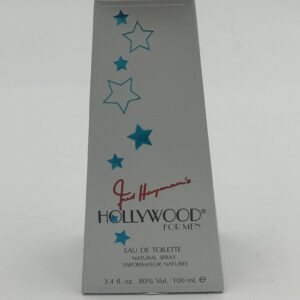 Fred Hayman's
HOLLYWOOD®
FOR MEN
EAU DE TOILETTE
NATURAL SPRAY
VAPORISATEUR NATUREL
3.4 fl. oz. 80% Vol. 100 ml ℮